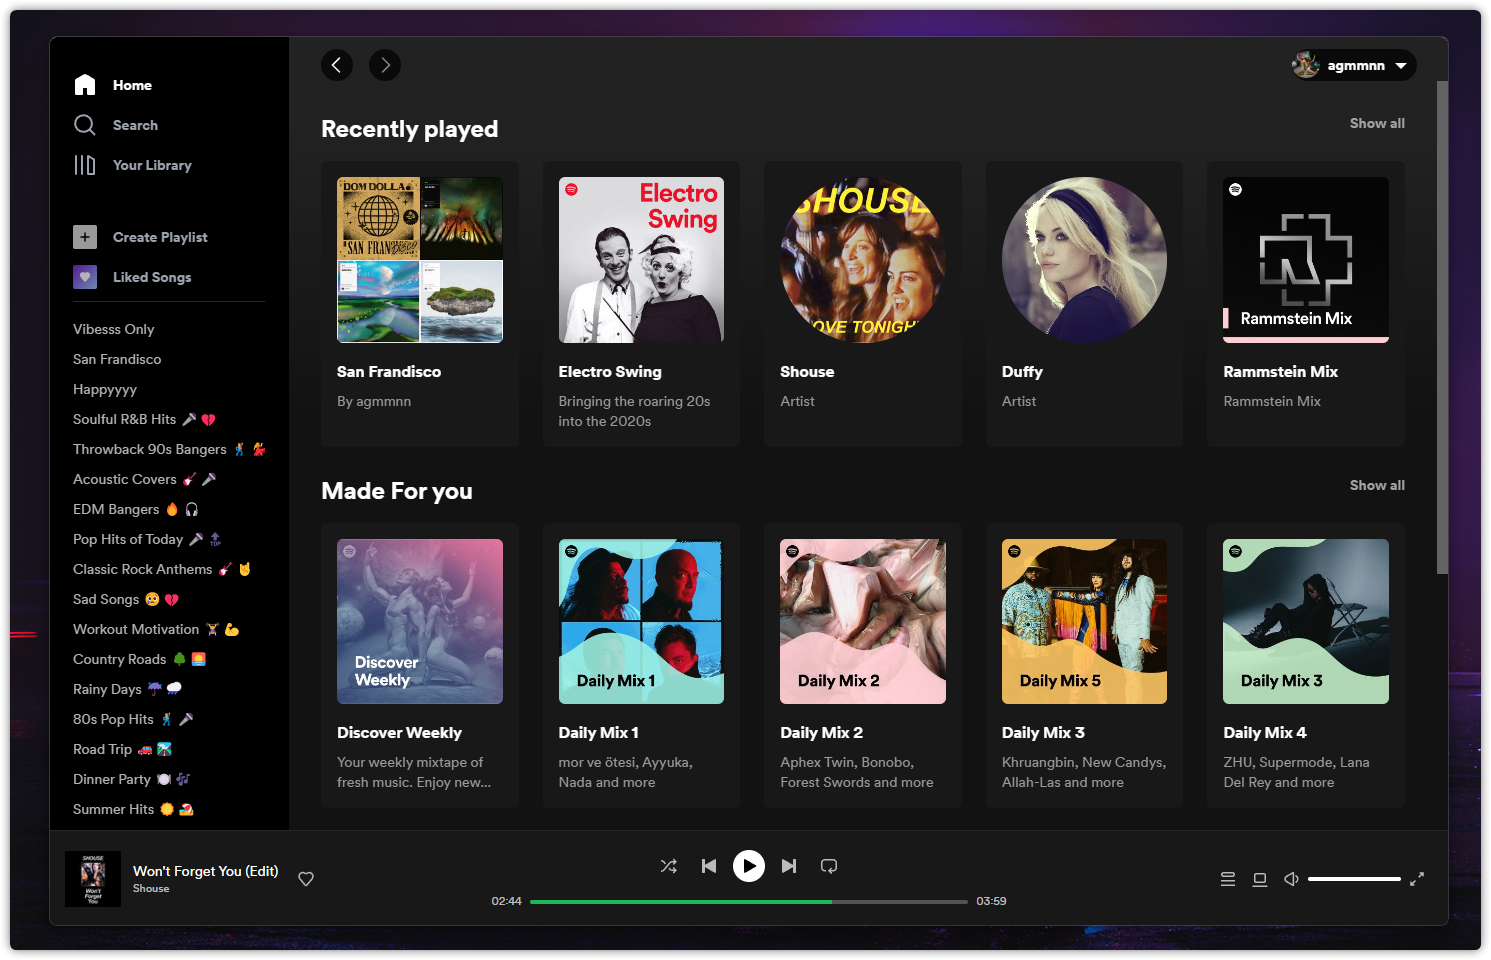 Home
Search
Your Library
Create Playlist
Liked Songs
Vibesss Only
San Frandisco
Happyyyy
Soulful R&B Hits 🎤 💔
Throwback 90s Bangers 🕺 💃
Acoustic Covers 🎸 🎤
EDM Bangers 🔥 🎧
Pop Hits of Today 🎤 🔝
Classic Rock Anthems 🎸 🤘
Sad Songs 😢 💔
Workout Motivation 🏋️ 💪
Country Roads 🌳 🌅
Rainy Days ☔ 🌧️
80s Pop Hits 🕺 🎤
Road Trip 🚗 🛣️
Dinner Party 🍽️ 🎶
Summer Hits ☀️ 🏖️
agmmnn
Recently played
Show all
DOM DOLLA
SAN FRANDISCO
San Frandisco
By agmmnn
Electro
Swing
Electro Swing
Bringing the roaring 20s
into the 2020s
SHOUSE
LOVE TONIGHT
Shouse
Artist
Duffy
Artist
Rammstein Mix
Rammstein Mix
Rammstein Mix
Made For you
Show all
Discover
Weekly
Discover Weekly
Your weekly mixtape of
fresh music. Enjoy new...
Daily Mix 1
Daily Mix 1
mor ve ötesi, Ayyuka,
Nada and more
Daily Mix 2
Daily Mix 2
Aphex Twin, Bonobo,
Forest Swords and more
Daily Mix 5
Daily Mix 3
Khruangbin, New Candys,
Allah-Las and more
Daily Mix 3
Daily Mix 4
ZHU, Supermode, Lana
Del Rey and more
SHOUSE
Won't
Forget
You
Won't Forget You (Edit)
Shouse
02:44
03:59